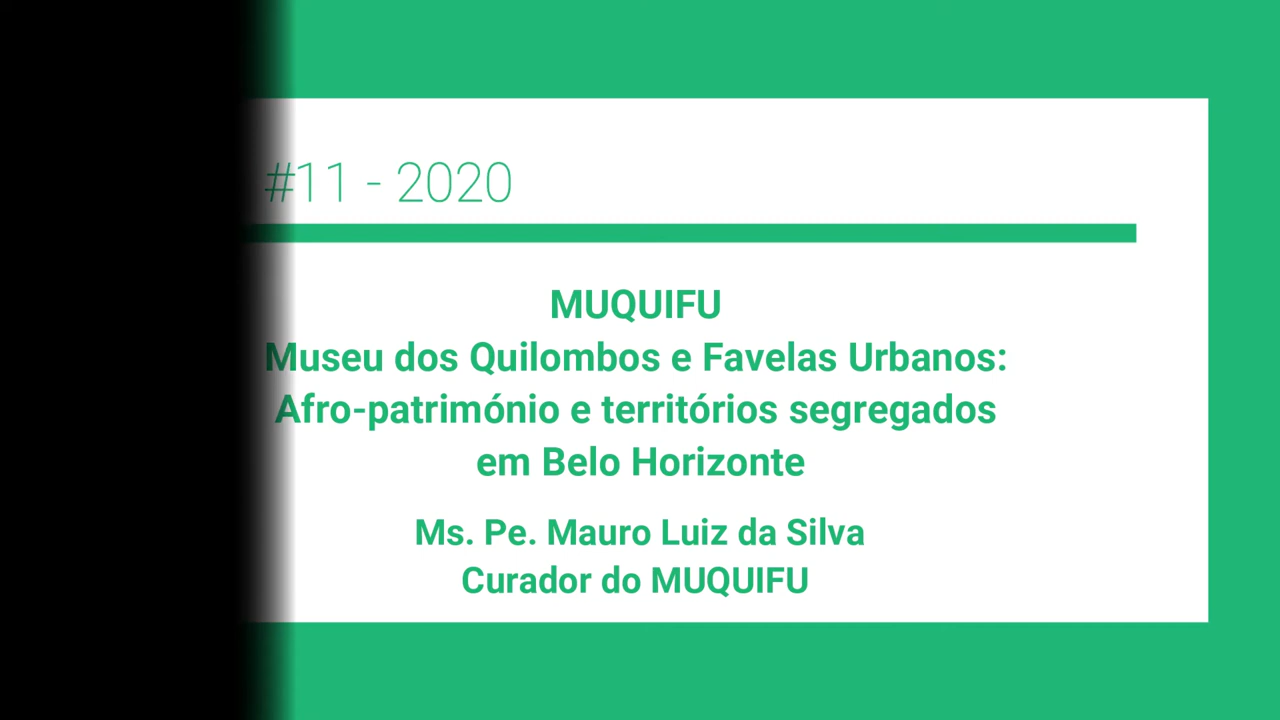 #11 - 2020
MUQUIFU
Museu dos Quilombos e Favelas Urbanos:
Afro-património e territórios segregados
em Belo Horizonte
Ms. Pe. Mauro Luiz da Silva
Curador do MUQUIFU